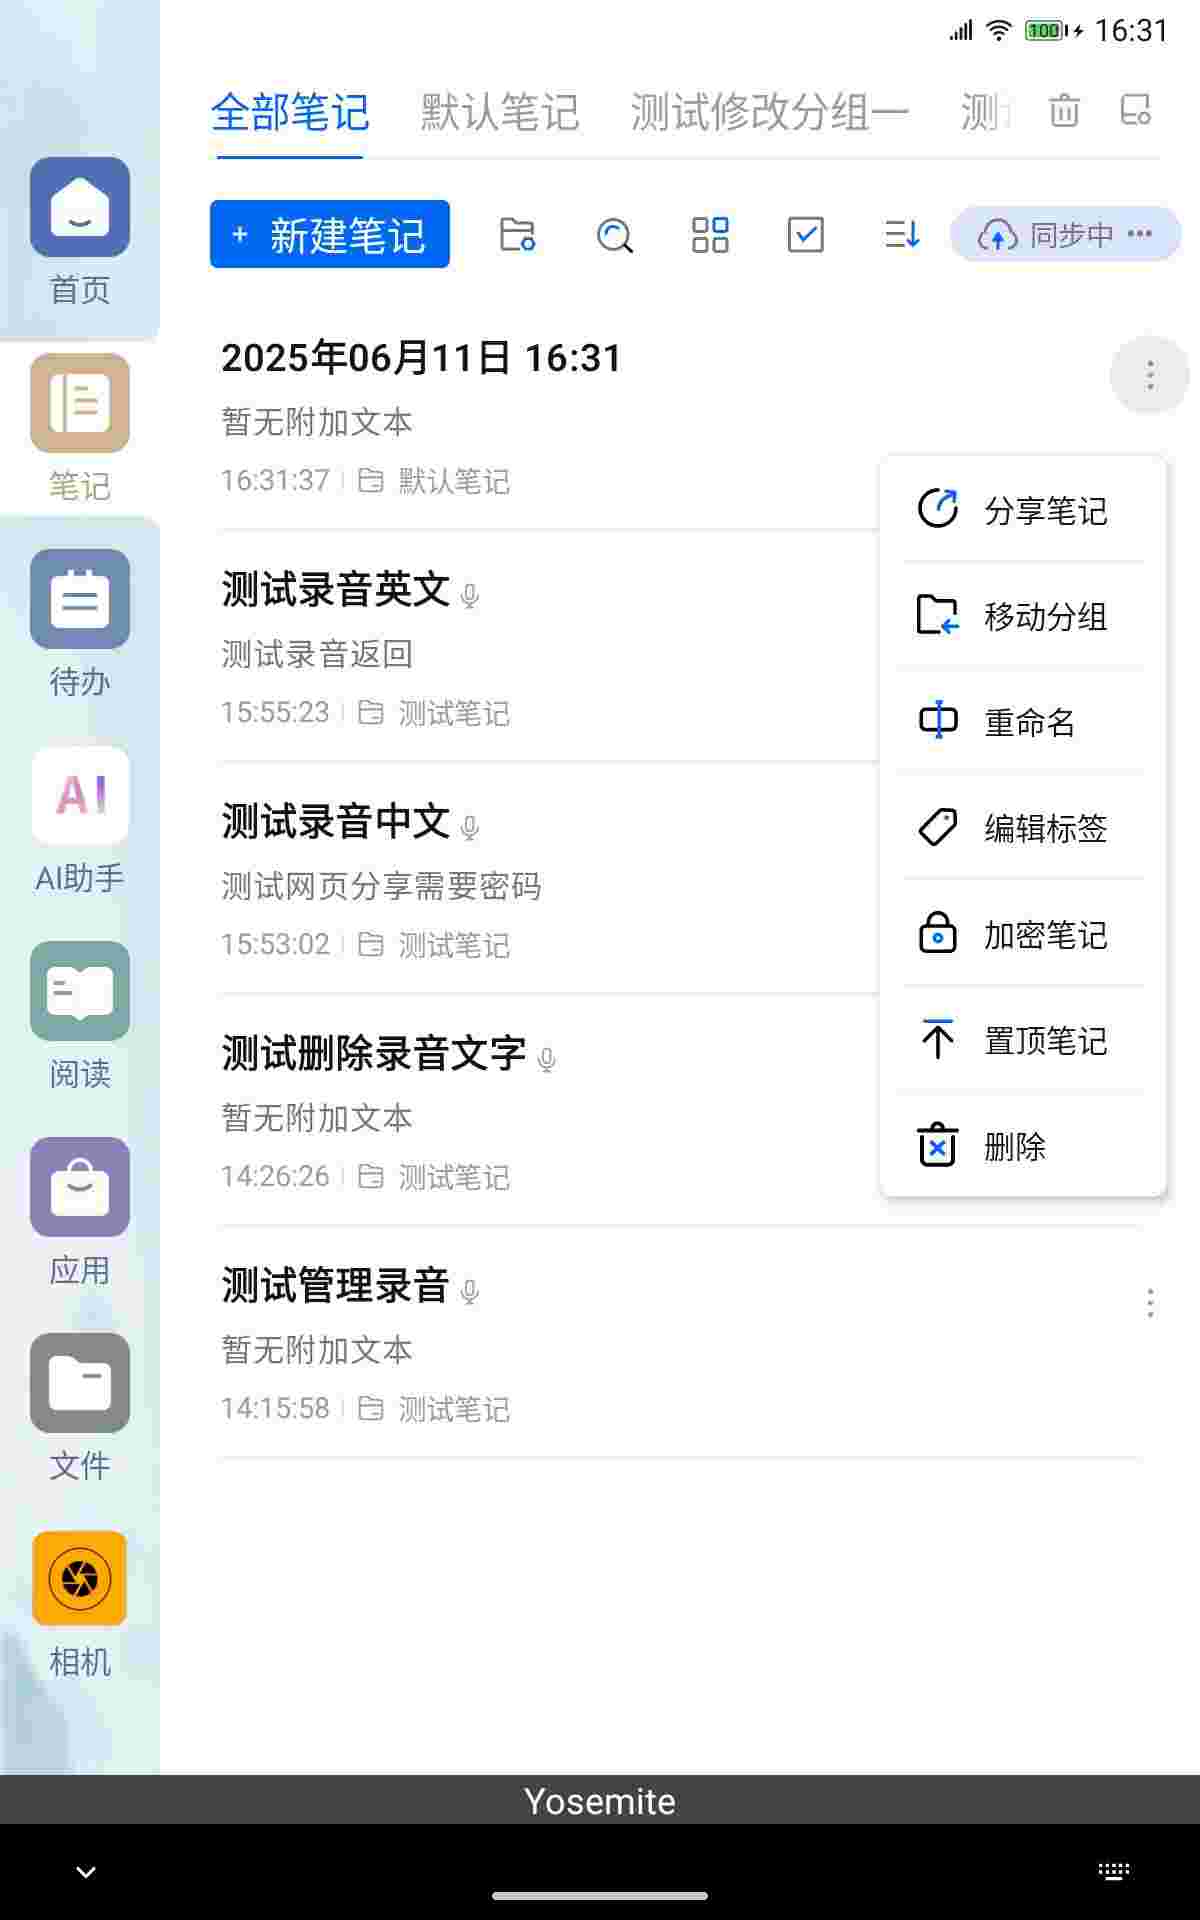 100 16:31
全部笔记 默认笔记 测试修改分组一 测
+ 新建笔记 同步中 •••
首页
笔记
待办
AI
AI助手
阅读
应用
文件
相机
2025年06月11日 16:31
暂无附加文本
16:31:37 默认笔记
测试录音英文
测试录音返回
15:55:23 测试笔记
测试录音中文
测试网页分享需要密码
15:53:02 测试笔记
测试删除录音文字
暂无附加文本
14:26:26 测试笔记
测试管理录音
暂无附加文本
14:15:58 测试笔记
分享笔记
移动分组
重命名
编辑标签
加密笔记
置顶笔记
删除
Yosemite